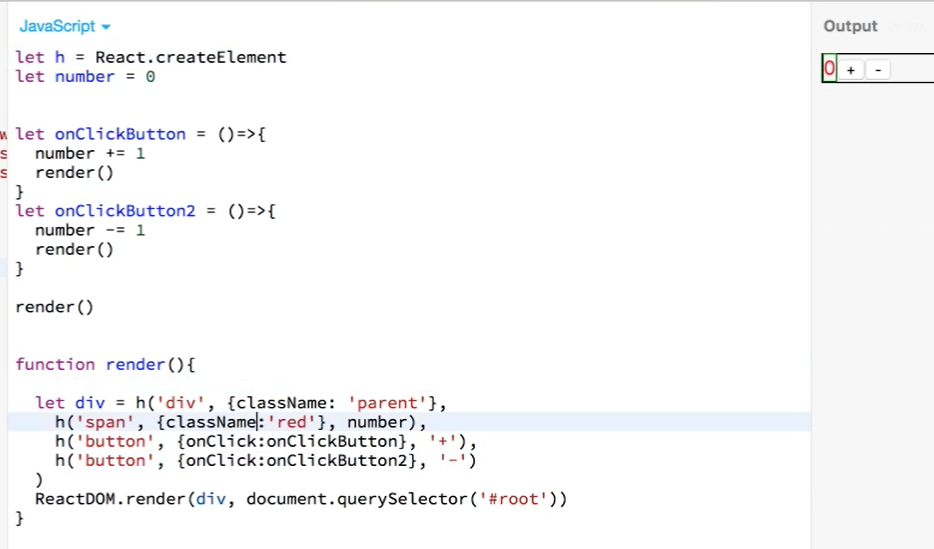 JavaScript
let h = React.createElement
let number = 0
let onClickButton = ()=>{
  number += 1
  render()
}
let onClickButton2 = ()=>{
  number -= 1
  render()
}
render()
function render(){
  let div = h('div', {className: 'parent'},
    h('span', {className:'red'}, number),
    h('button', {onClick:onClickButton}, '+'),
    h('button', {onClick:onClickButton2}, '-')
  )
  ReactDOM.render(div, document.querySelector('#root'))
}
Output
0 + -